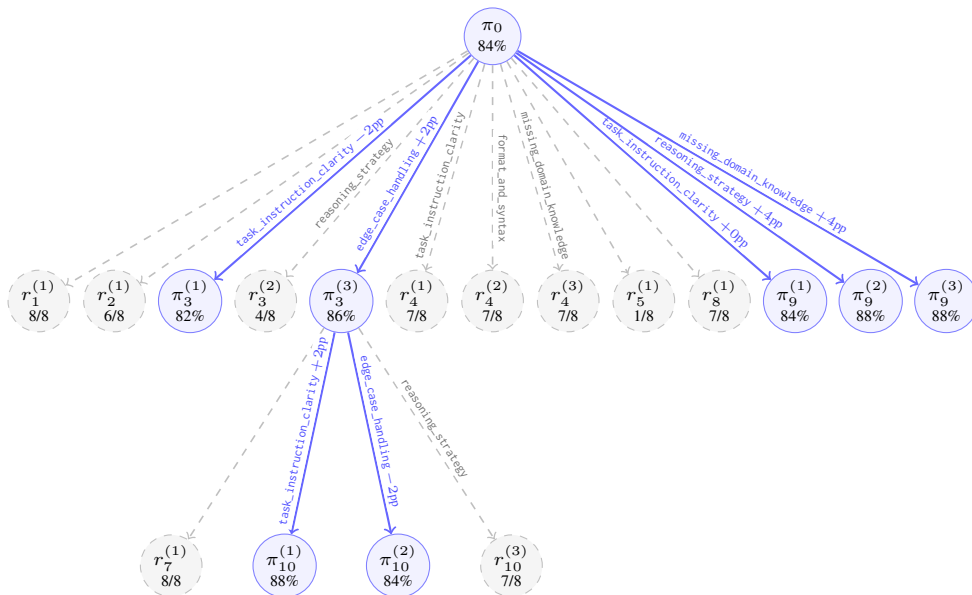 π₀
84%
task_instruction_clarity −2pp
reasoning_strategy
edge_case_handling +2pp
task_instruction_clarity
format_and_syntax
missing_domain_knowledge
task_instruction_clarity +0pp
reasoning_strategy +4pp
missing_domain_knowledge +4pp
r₁⁽¹⁾
8/8
r₂⁽¹⁾
6/8
π₃⁽¹⁾
82%
r₃⁽²⁾
4/8
π₃⁽³⁾
86%
r₄⁽¹⁾
7/8
r₄⁽²⁾
7/8
r₄⁽³⁾
7/8
r₅⁽¹⁾
1/8
r₈⁽¹⁾
7/8
π₉⁽¹⁾
84%
π₉⁽²⁾
88%
π₉⁽³⁾
88%
task_instruction_clarity +2pp
edge_case_handling −2pp
reasoning_strategy
r₇⁽¹⁾
8/8
π₁₀⁽¹⁾
88%
π₁₀⁽²⁾
84%
r₁₀⁽³⁾
7/8